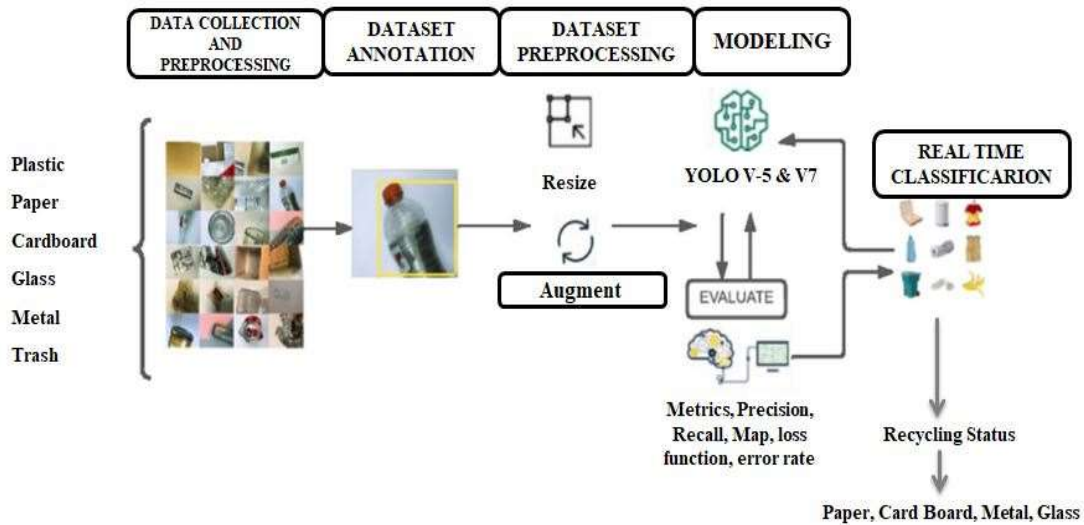 DATA COLLECTION
AND
PREPROCESSING
DATASET
ANNOTATION
DATASET
PREPROCESSING
MODELING
Plastic
Paper
Cardboard
Glass
Metal
Trash
Resize
Augment
YOLO V-5 & V7
EVALUATE
Metrics, Precision,
Recall, Map, loss
function, error rate
REAL TIME
CLASSIFICARION
Recycling Status
Paper, Card Board, Metal, Glass